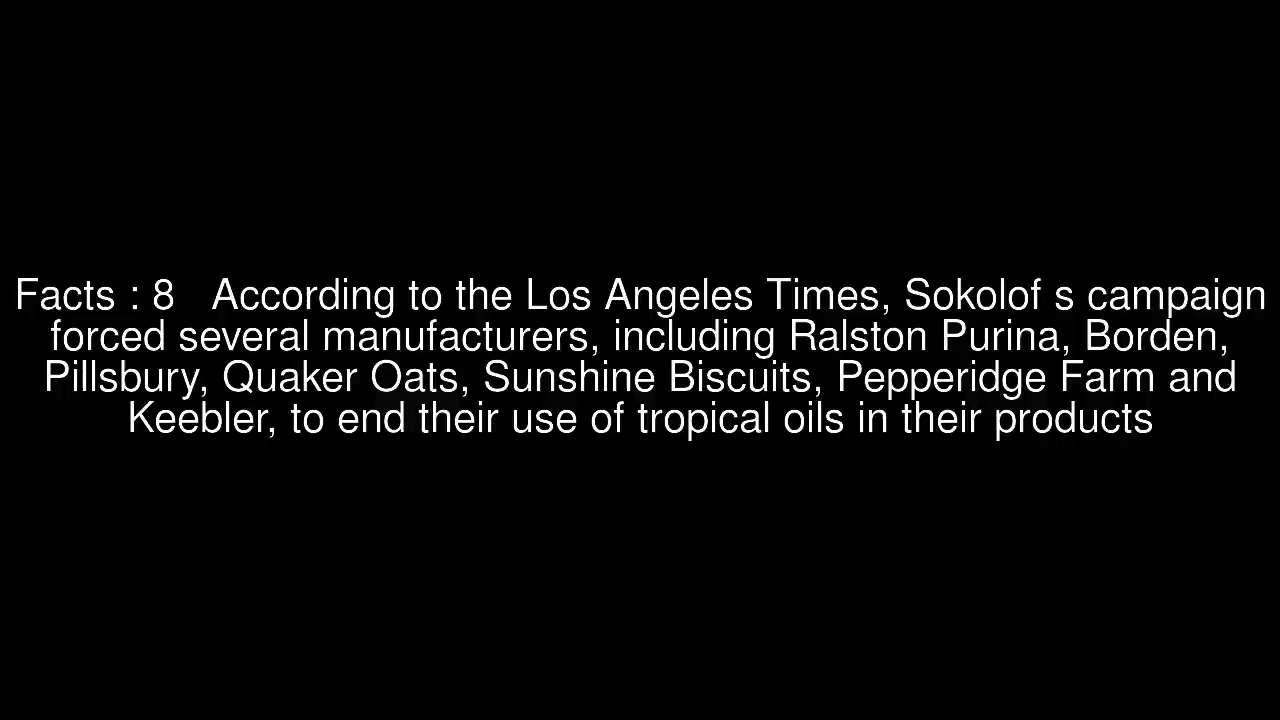 Facts : 8   According to the Los Angeles Times, Sokolof s campaign
forced several manufacturers, including Ralston Purina, Borden,
Pillsbury, Quaker Oats, Sunshine Biscuits, Pepperidge Farm and
Keebler, to end their use of tropical oils in their products